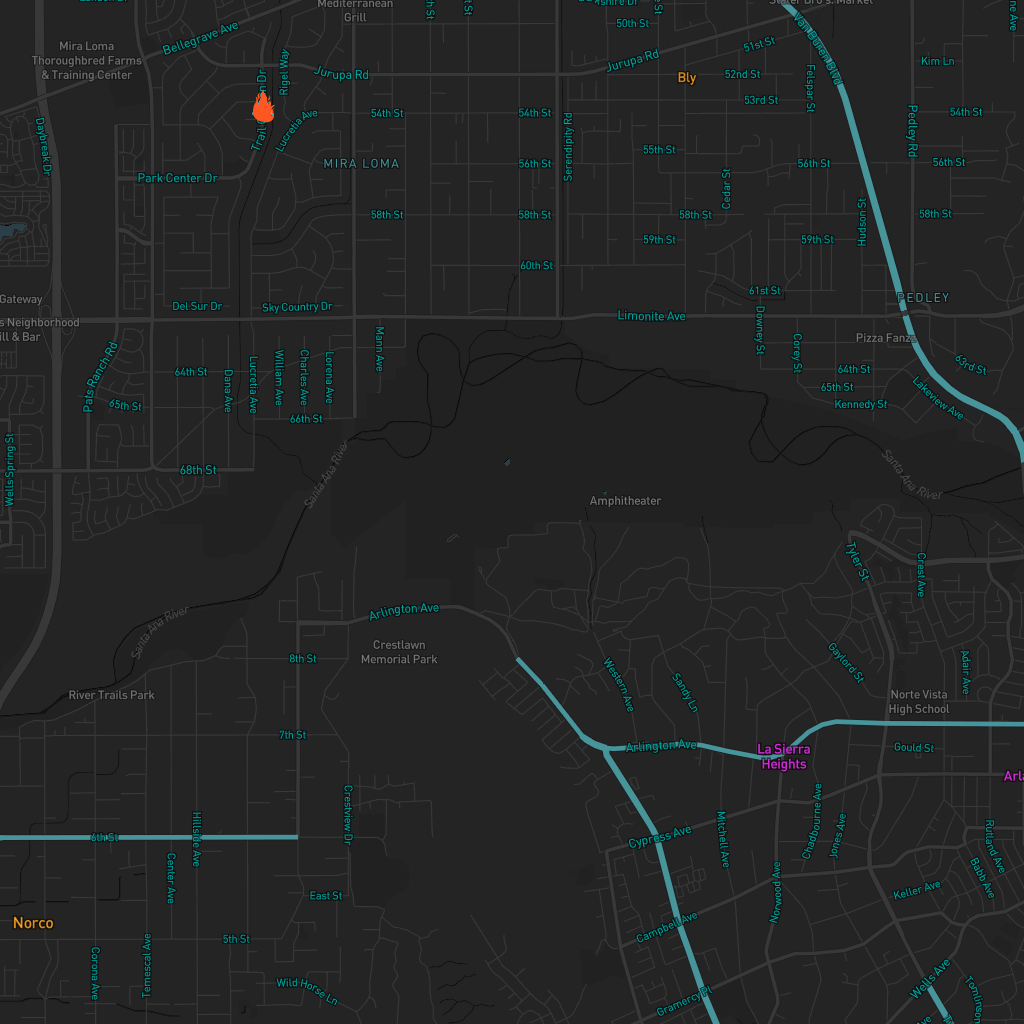 Mediterranean
Grill
50th St
Slater Bro's. Market
Bellegrave Ave
Mira Loma
Thoroughbred Farms
& Training Center
Rigel Way
Jurupa Rd
Jurupa Rd
51st St
Van Buren Blvd
Kim Ln
Bly
52nd St
53rd St
Felspar St
54th St
54th St
54th St
Pedley Rd
Daybreak Dr
Lucretia Ave
Serendipity Rd
MIRA LOMA
55th St
56th St
56th St
56th St
Park Center Dr
Cedar St
58th St
58th St
58th St
58th St
Hudson St
59th St
59th St
60th St
61st St
PEDLEY
Gateway
Del Sur Dr
Sky Country Dr
Limonite Ave
s Neighborhood
ill & Bar
Mann Ave
Downey St
Corey St
Pizza Fanzz
Pats Ranch Rd
64th St
Dana Ave
Lucretia Ave
William Ave
Charles Ave
Lorena Ave
64th St
63rd St
65th St
65th St
Kennedy St
Lakeview Ave
66th St
Wells Spring St
68th St
Santa Ana River
Santa Ana River
Amphitheater
Tyler St
Crest Ave
Arlington Ave
Santa Ana River
Crestlawn
Memorial Park
8th St
Western Ave
Sandy Ln
Gaylord St
Adair Ave
River Trails Park
Norte Vista
High School
7th St
Arlington Ave
La Sierra
Heights
Gould St
Arla
Hillside Ave
Crestview Dr
6th St
Cypress Ave
Mitchell Ave
Chadbourne Ave
Jones Ave
Rutland Ave
Center Ave
Babb Ave
East St
Norwood Ave
Keller Ave
Norco
Campbell Ave
5th St
Corona Ave
Temescal Ave
Wild Horse Ln
Gramercy Pl
Wells Ave
Tomlinson